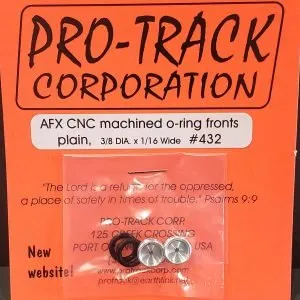 PRO-TRACK
CORPORATION
AFX CNC machined o-ring fronts
plain, 3/8 DIA. x 1/16 Wide #432
"The Lord is a refuge for the oppressed,
a place of safety in times of trouble." Psalms 9:9
PRO-TRACK CORP.
125 CREEK CROSSING
PORT O USA
New
website!
protrack@earthlink